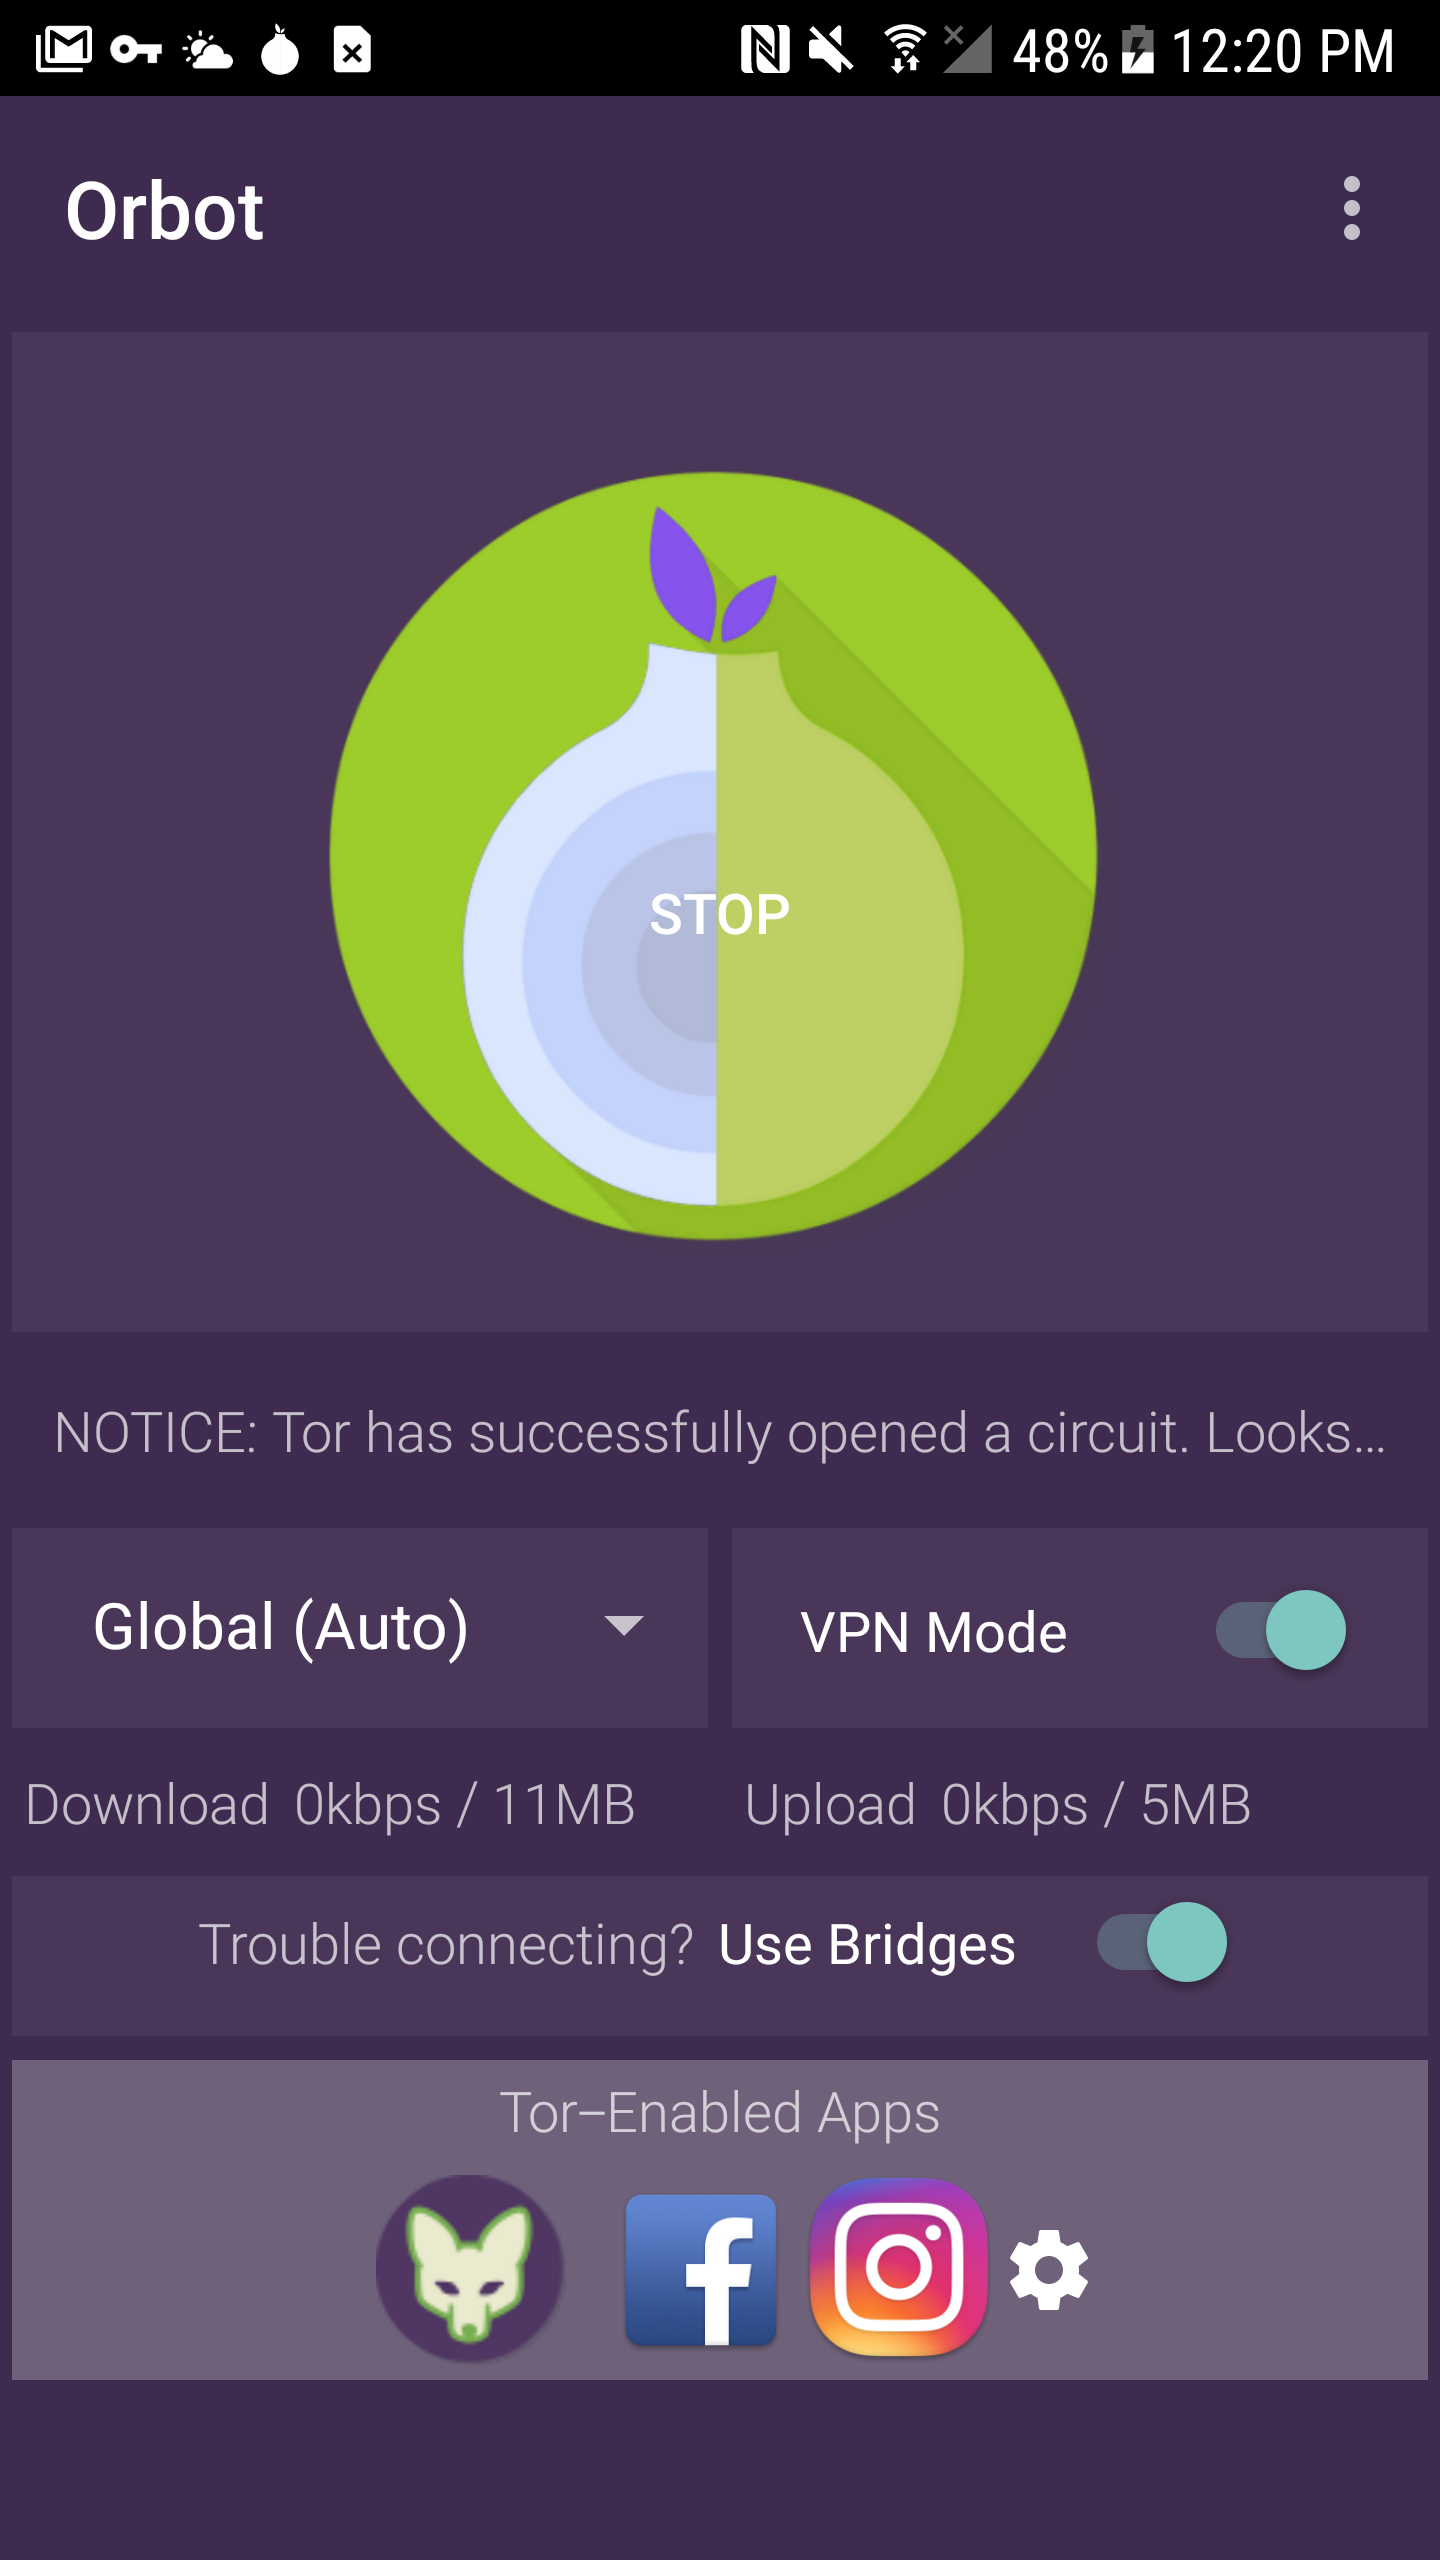 48% 12:20 PM
Orbot
STOP
NOTICE: Tor has successfully opened a circuit. Looks...
Global (Auto)
VPN Mode
Download 0kbps / 11MB
Upload 0kbps / 5MB
Trouble connecting? Use Bridges
Tor–Enabled Apps